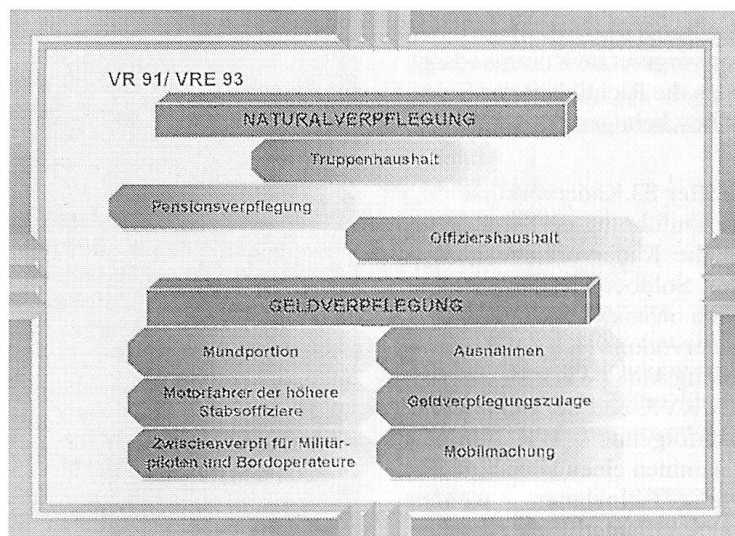 VR 91/ VRE 93
NATURALVERPFLEGUNG
Truppenhaushalt
Pensionsverpflegung
Offiziershaushalt
GELDVERPFLEGUNG
Mundportion
Ausnahmen
Motorfahrer der höhere
Stabsoffiziere
Geldverpflegungszulage
Zwischenverpfl für Militär-
piloten und Bordoperateure
Mobilmachung